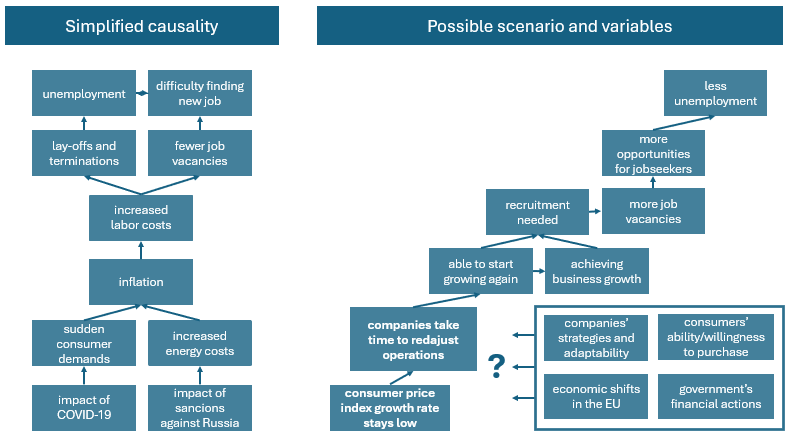 Simplified causality
unemployment
difficulty finding
new job
lay-offs and
terminations
fewer job
vacancies
increased
labor costs
inflation
sudden
consumer
demands
increased
energy costs
impact of
COVID-19
impact of
sancions
against Russia
Possible scenario and variables
less
unemployment
more
opportunities
for jobseekers
recruitment
needed
more job
vacancies
able to start
growing again
achieving
business growth
companies take
time to redajust
operations
consumer price
index growth rate
stays low
?
companies'
strategies and
adaptability
consumers'
ability/willingness
to purchase
economic shifts
in the EU
government's
financial actions